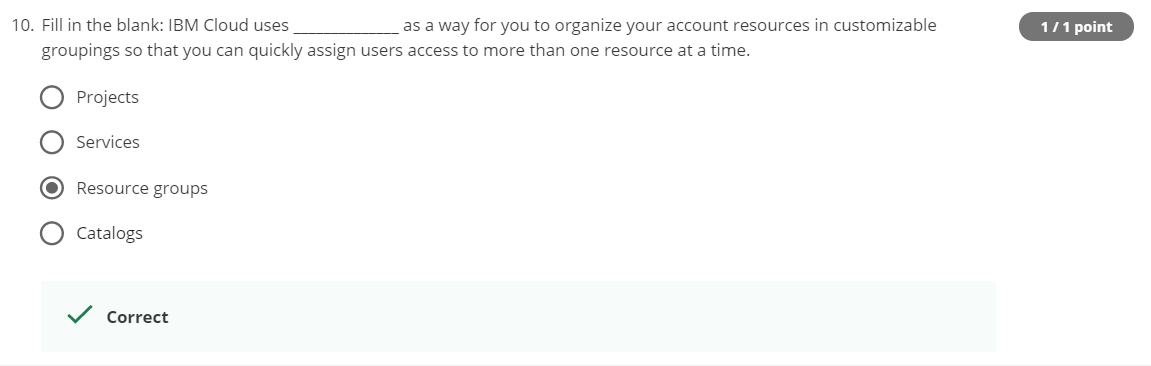 10. Fill in the blank: IBM Cloud uses ______________ as a way for you to organize your account resources in customizable
1 / 1 point
groupings so that you can quickly assign users access to more than one resource at a time.
Projects
Services
Resource groups
Catalogs
Correct